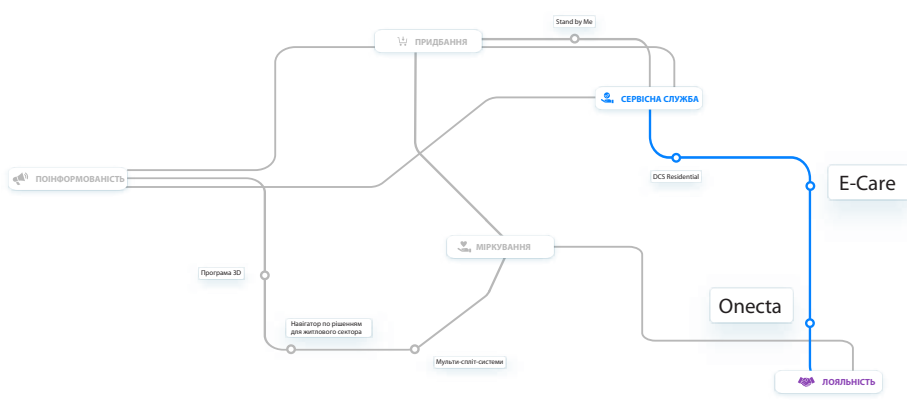 Stand by Me
ПРИДБАННЯ
СЕРВІСНА СЛУЖБА
ПОІНФОРМОВАНІСТЬ
DCS Residential
E-Care
МІРКУВАННЯ
Програма 3D
Onecta
Навігатор по рішенням
для житлового сектора
Мульти-спліт-системи
ЛОЯЛЬНІСТЬ